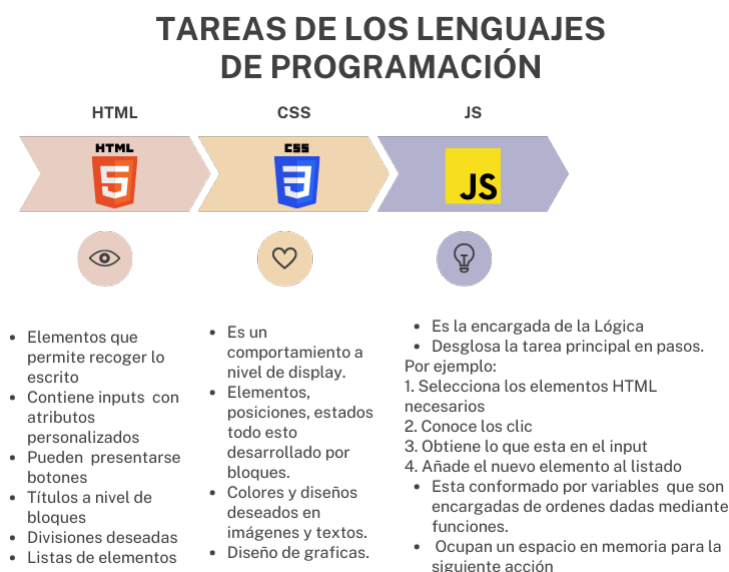 TAREAS DE LOS LENGUAJES
DE PROGRAMACIÓN
HTML
CSS
JS
HTML
5
CSS
3
JS
• Elementos que
permite recoger lo
escrito
• Contiene inputs con
atributos
personalizados
• Pueden presentarse
botones
• Títulos a nivel de
bloques
• Divisiones deseadas
• Listas de elementos
• Es un
comportamiento a
nivel de display.
• Elementos,
posiciones, estados
todo esto
desarrollado por
bloques.
• Colores y diseños
deseados en
imágenes y textos.
• Diseño de graficas.
• Es la encargada de la Lógica
• Desglosa la tarea principal en pasos.
Por ejemplo:
1. Selecciona los elementos HTML
necesarios
2. Conoce los clic
3. Obtiene lo que esta en el input
4. Añade el nuevo elemento al listado
• Esta conformado por variables que son
encargadas de ordenes dadas mediante
funciones.
• Ocupan un espacio en memoria para la
siguiente acción